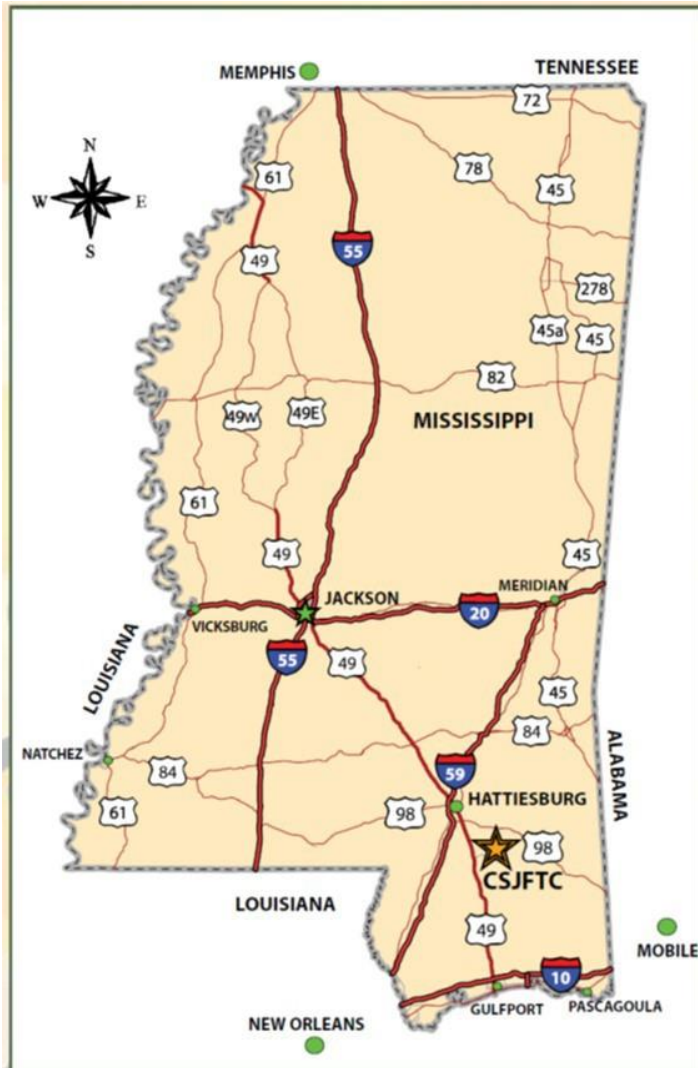 MEMPHIS
TENNESSEE
72
N
61
78
W
E
45
S
49
55
278
45a
45
82
49W
49E
MISSISSIPPI
61
49
45
MERIDIAN
JACKSON
20
VICKSBURG
LOUISIANA
55
49
45
84
ALABAMA
NATCHEZ
84
59
HATTIESBURG
61
98
98
CSJFTC
LOUISIANA
49
MOBILE
10
GULFPORT
PASCAGOULA
NEW ORLEANS